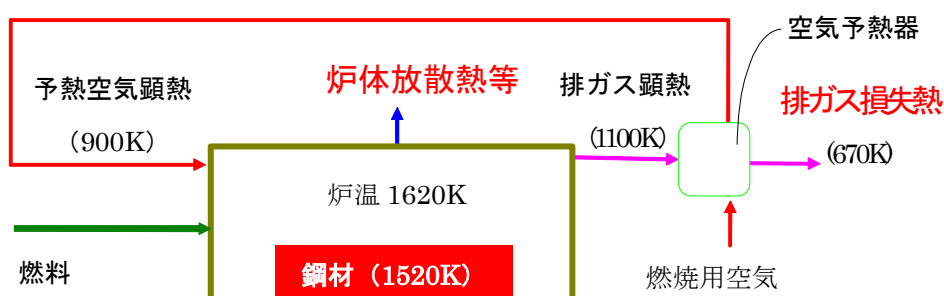 空気予熱器
予熱空気顕熱
(900K)
炉体放散熱等
排ガス顕熱
(1100K)
排ガス損失熱
(670K)
炉温 1620K
燃料
鋼材（1520K）
燃焼用空気